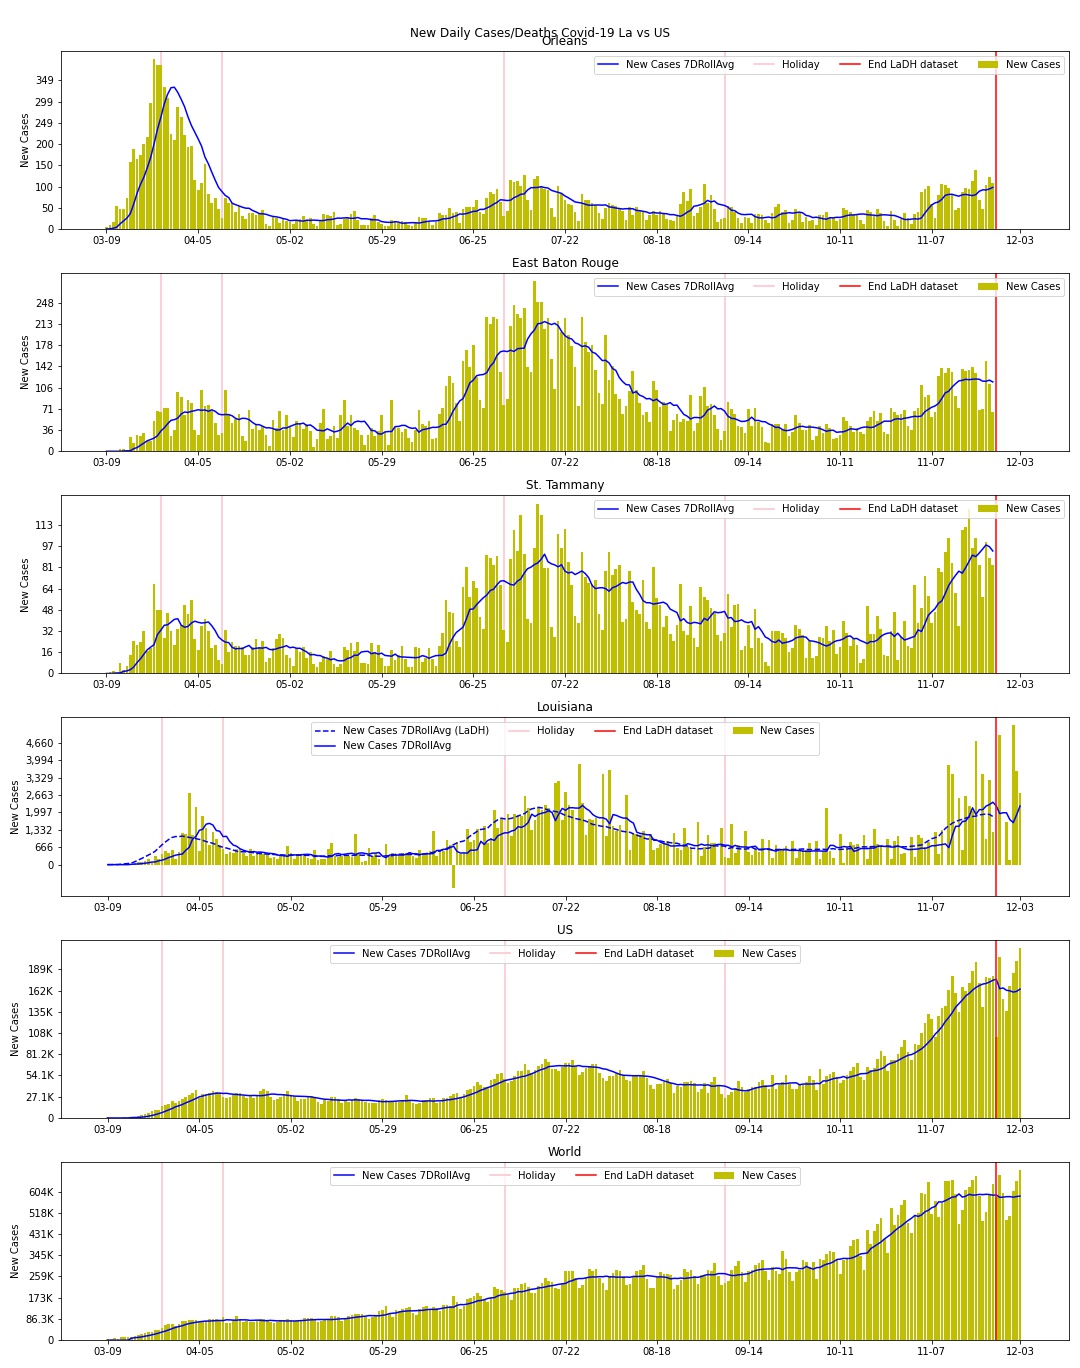 New Daily Cases/Deaths Covid-19 La vs US
Orleans
New Cases 7DRollAvg Holiday End LaDH dataset New Cases
New Cases
349
299
249
200
150
100
50
0
03-09 04-05 05-02 05-29 06-25 07-22 08-18 09-14 10-11 11-07 12-03
East Baton Rouge
New Cases 7DRollAvg Holiday End LaDH dataset New Cases
New Cases
248
213
178
142
106
71
36
0
03-09 04-05 05-02 05-29 06-25 07-22 08-18 09-14 10-11 11-07 12-03
St. Tammany
New Cases 7DRollAvg Holiday End LaDH dataset New Cases
New Cases
113
97
81
64
48
32
16
0
03-09 04-05 05-02 05-29 06-25 07-22 08-18 09-14 10-11 11-07 12-03
Louisiana
New Cases 7DRollAvg (LaDH) Holiday End LaDH dataset New Cases
New Cases 7DRollAvg
New Cases
4,660
3,994
3,329
2,663
1,997
1,332
666
0
03-09 04-05 05-02 05-29 06-25 07-22 08-18 09-14 10-11 11-07 12-03
US
New Cases 7DRollAvg Holiday End LaDH dataset New Cases
New Cases
189K
162K
135K
108K
81.2K
54.1K
27.1K
0
03-09 04-05 05-02 05-29 06-25 07-22 08-18 09-14 10-11 11-07 12-03
World
New Cases 7DRollAvg Holiday End LaDH dataset New Cases
New Cases
604K
518K
431K
345K
259K
173K
86.3K
0
03-09 04-05 05-02 05-29 06-25 07-22 08-18 09-14 10-11 11-07 12-03